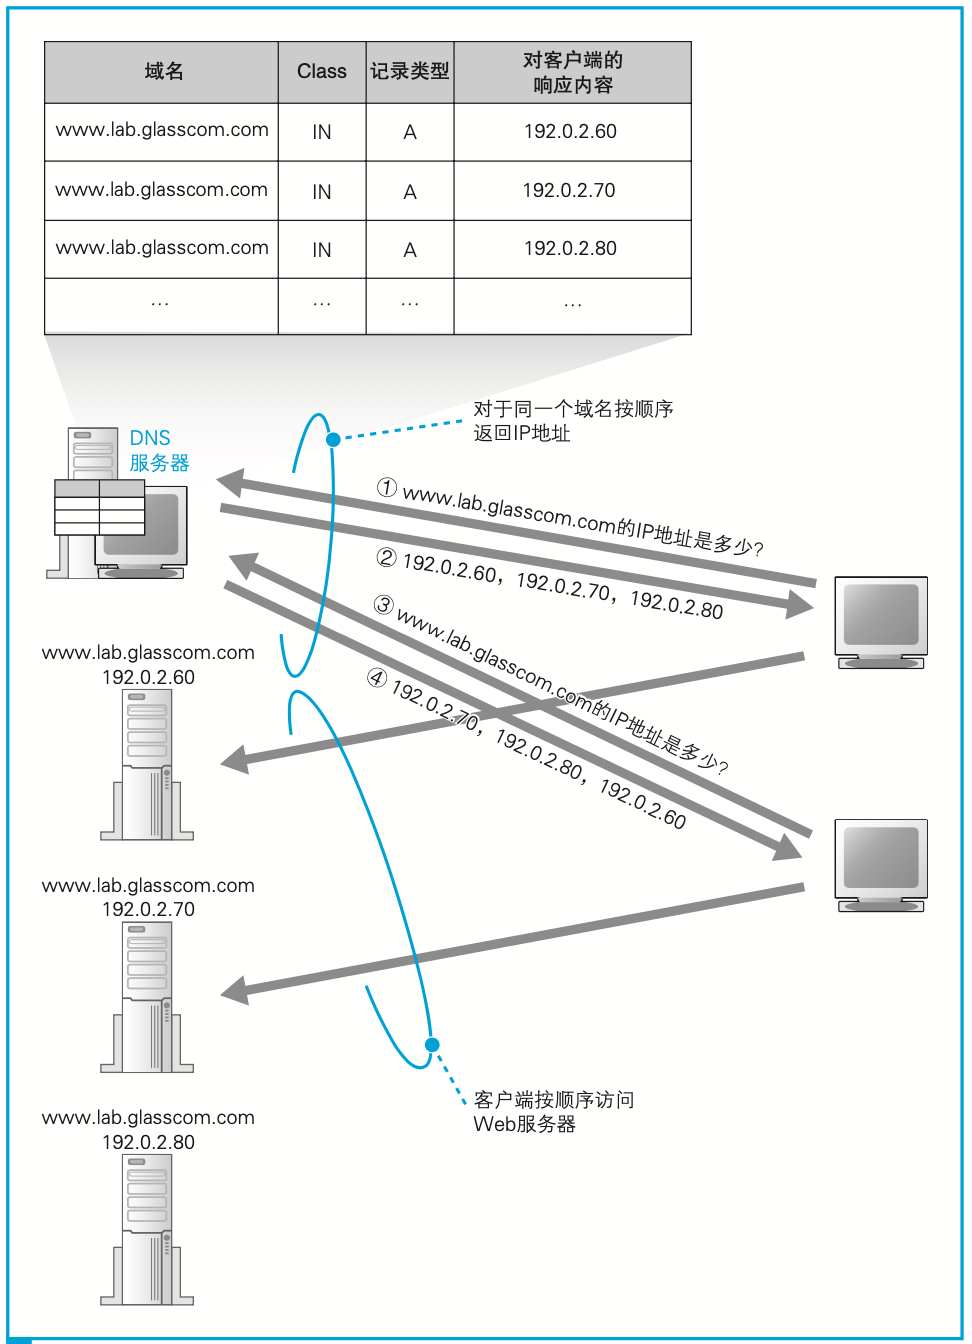 域名 Class 记录类型 对客户端的
响应内容
www.lab.glasscom.com IN A 192.0.2.60
www.lab.glasscom.com IN A 192.0.2.70
www.lab.glasscom.com IN A 192.0.2.80
… … … …
对于同一个域名按顺序
返回IP地址
DNS
服务器
① www.lab.glasscom.com的IP地址是多少?
② 192.0.2.60，192.0.2.70，192.0.2.80
③ www.lab.glasscom.com的IP地址是多少?
④ 192.0.2.70，192.0.2.80，192.0.2.60
www.lab.glasscom.com
192.0.2.60
www.lab.glasscom.com
192.0.2.70
客户端按顺序访问
Web服务器
www.lab.glasscom.com
192.0.2.80